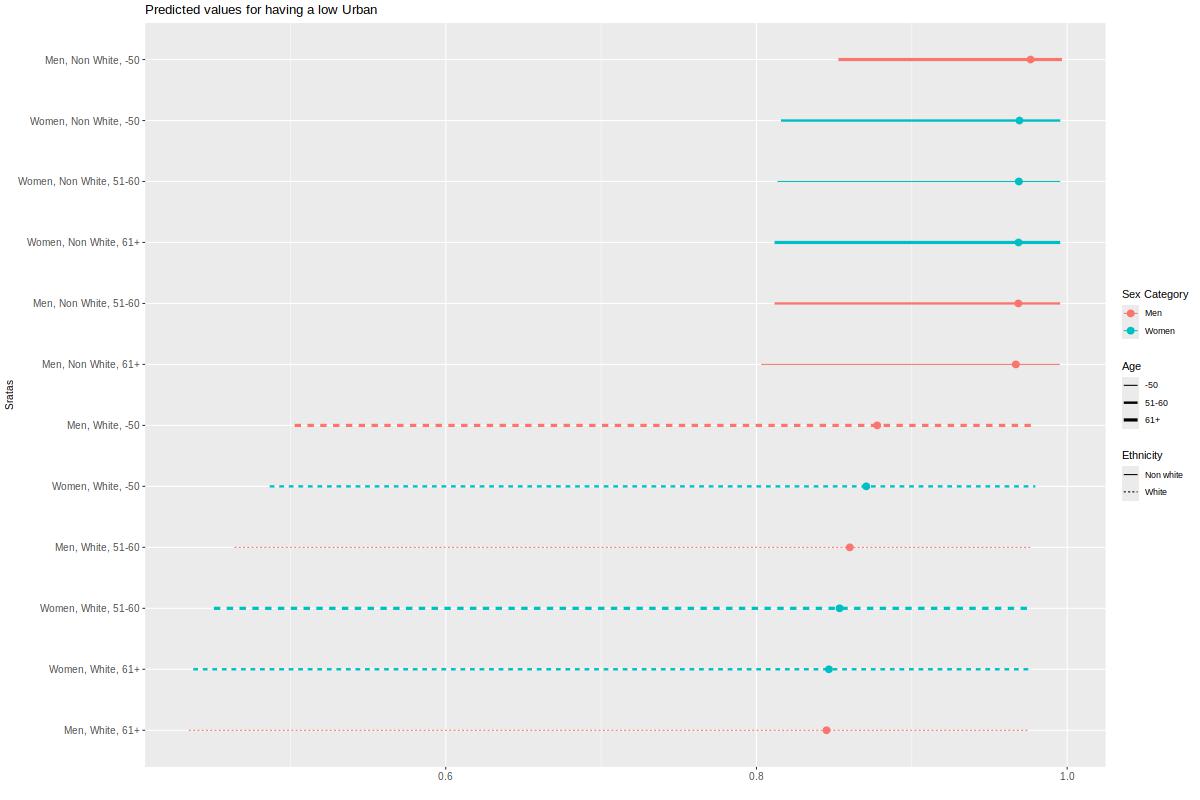 Predicted values for having a low Urban
Men, Non White, -50
Women, Non White, -50
Women, Non White, 51-60
Women, Non White, 61+
Men, Non White, 51-60
Men, Non White, 61+
Men, White, -50
Women, White, -50
Men, White, 51-60
Women, White, 51-60
Women, White, 61+
Men, White, 61+
Sratas
0.6
0.8
1.0
Sex Category
Men
Women
Age
-50
51-60
61+
Ethnicity
Non white
White